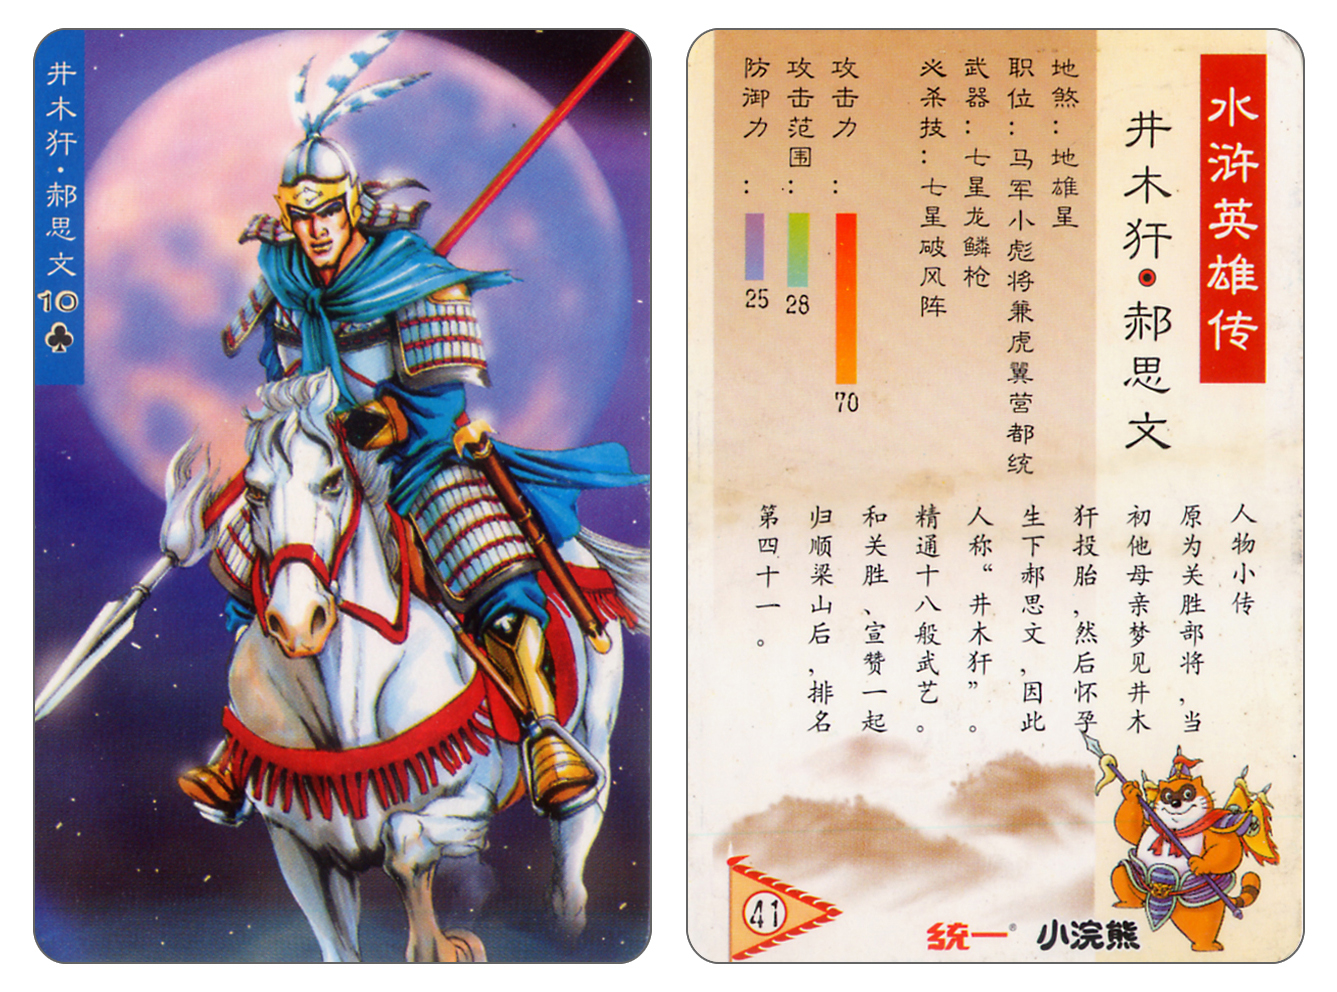 井木犴·郝思文
10
水浒英雄传
井木犴·郝思文
地煞：地雄星
职位：马军小彪将兼虎翼营都统
武器：七星龙鳞枪
必杀技：七星破风阵
攻击力：
70
攻击范围：
28
防御力：
25
人物小传
原为关胜部将,当
初他母亲梦见井木
犴投胎,然后怀孕
生下郝思文,因此
人称“井木犴”。
精通十八般武艺。
和关胜、宣赞一起
归顺梁山后,排名
第四十一。
41
统一® 小浣熊